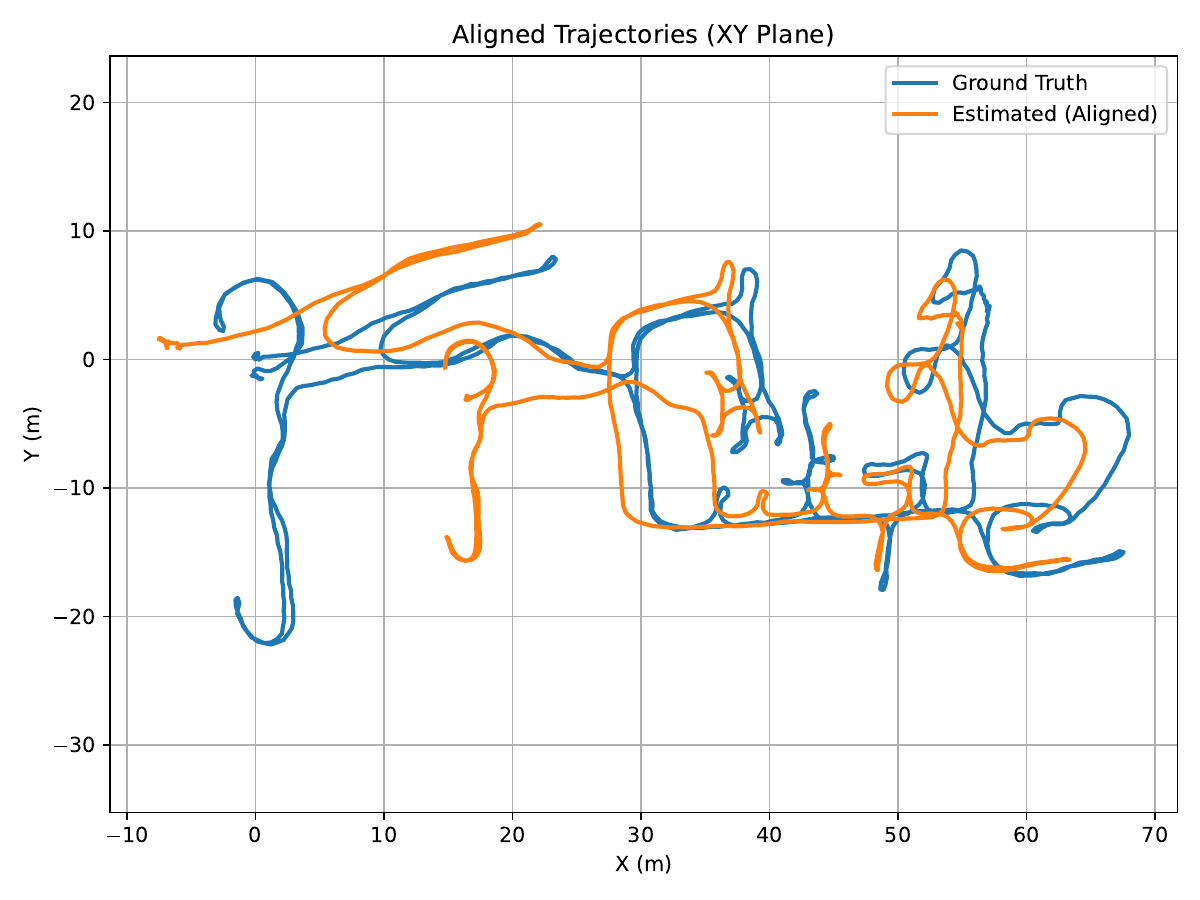 Aligned Trajectories (XY Plane)
Ground Truth
Estimated (Aligned)
20
10
0
−10
−20
−30
Y (m)
−10 0 10 20 30 40 50 60 70
X (m)